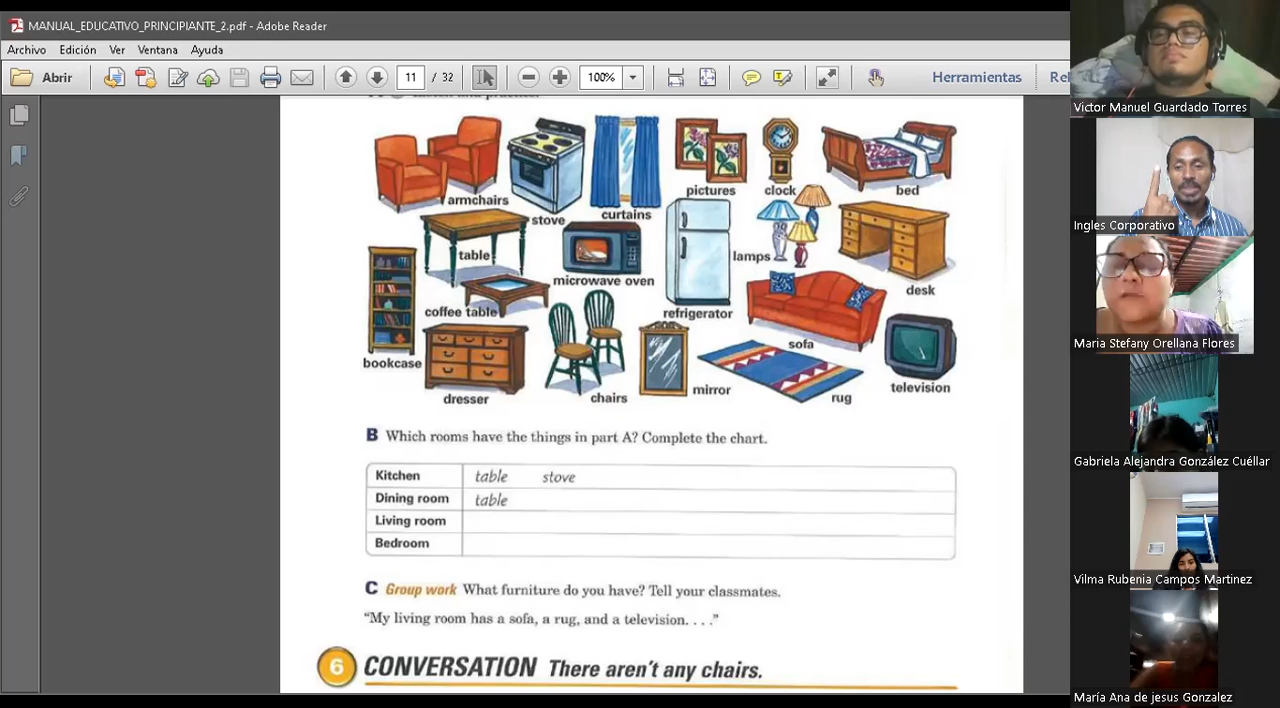 MANUAL_EDUCATIVO_PRINCIPIANTE_2.pdf - Adobe Reader
Archivo Edición Ver Ventana Ayuda
Abrir 11 / 32 100% Herramientas
armchairs
stove
curtains
pictures
clock
bed
table
microwave oven
lamps
desk
coffee table
refrigerator
sofa
bookcase
dresser
chairs
mirror
rug
television
B Which rooms have the things in part A? Complete the chart.
Kitchen table stove
Dining room table
Living room
Bedroom
C Group work What furniture do you have? Tell your classmates.
“My living room has a sofa, a rug, and a television. . . .”
6 CONVERSATION There aren't any chairs.
Victor Manuel Guardado Torres
Ingles Corporativo
Maria Stefany Orellana Flores
Gabriela Alejandra González Cuéllar
Vilma Rubenia Campos Martinez
María Ana de jesus Gonzalez